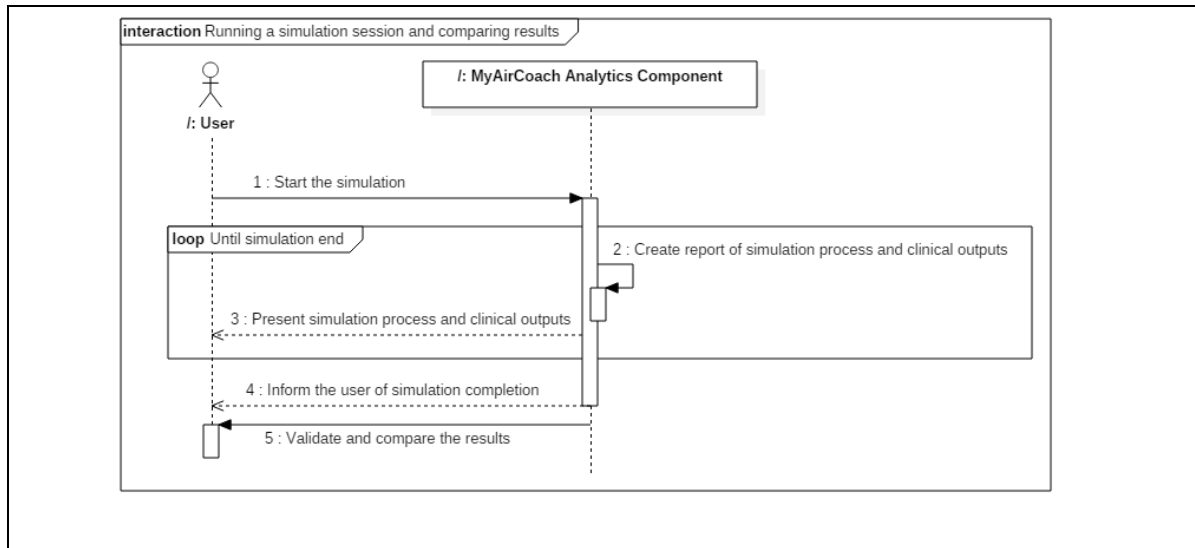 interaction Running a simulation session and comparing results
/: MyAirCoach Analytics Component
/: User
1 : Start the simulation
loop Until simulation end
2 : Create report of simulation process and clinical outputs
3 : Present simulation process and clinical outputs
4 : Inform the user of simulation completion
5 : Validate and compare the results